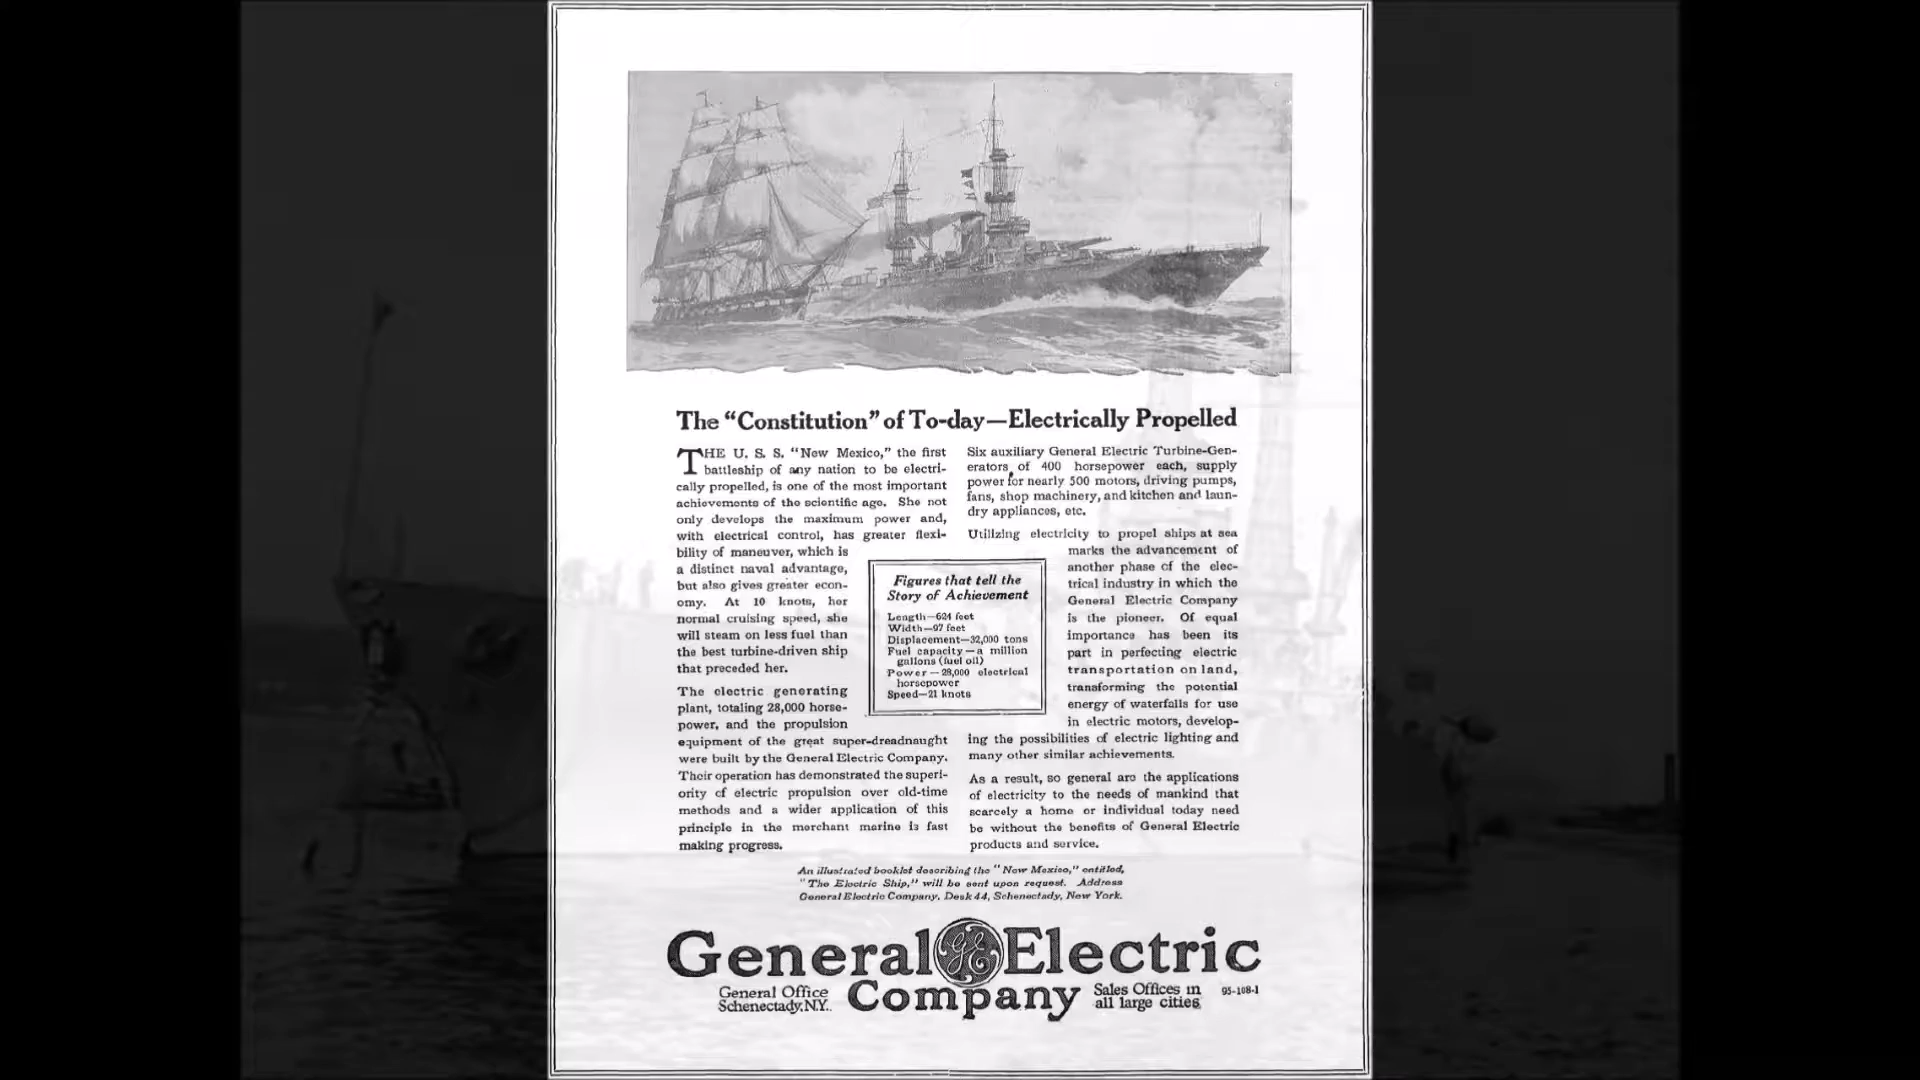 The "Constitution" of To-day—Electrically Propelled
THE U. S. S. "New Mexico," the first
battleship of any nation to be electri-
cally propelled, is one of the most important
achievements of the scientific age. She not
only develops the maximum power and,
with electrical control, has greater flexi-
bility of maneuver, which is
a distinct naval advantage,
but also gives greater econ-
omy. At 10 knots, her
normal cruising speed, she
will steam on less fuel than
the best turbine-driven ship
that preceded her.
The electric generating
plant, totaling 28,000 horse-
power, and the propulsion
equipment of the great super-dreadnaught
were built by the General Electric Company.
Their operation has demonstrated the superi-
ority of electric propulsion over old-time
methods and a wider application of this
principle in the merchant marine is fast
making progress.
Figures that tell the
Story of Achievement
Length—624 feet
Width—97 feet
Displacement—32,000 tons
Fuel capacity—a million
gallons (fuel oil)
Power—28,000 electrical
horsepower
Speed—21 knots
Six auxiliary General Electric Turbine-Gen-
erators of 400 horsepower each, supply
power for nearly 500 motors, driving pumps,
fans, shop machinery, and kitchen and laun-
dry appliances, etc.
Utilizing electricity to propel ships at sea
marks the advancement of
another phase of the elec-
trical industry in which the
General Electric Company
is the pioneer. Of equal
importance has been its
part in perfecting electric
transportation on land,
transforming the potential
energy of waterfalls for use
in electric motors, develop-
ing the possibilities of electric lighting and
many other similar achievements.
As a result, so general are the applications
of electricity to the needs of mankind that
scarcely a home or individual today need
be without the benefits of General Electric
products and service.
An illustrated booklet describing the "New Mexico," entitled,
"The Electric Ship," will be sent upon request. Address
General Electric Company, Desk 44, Schenectady, New York.
General GE Electric
Company
General Office
Schenectady, N.Y.
Sales Offices in
all large cities
95-108-1